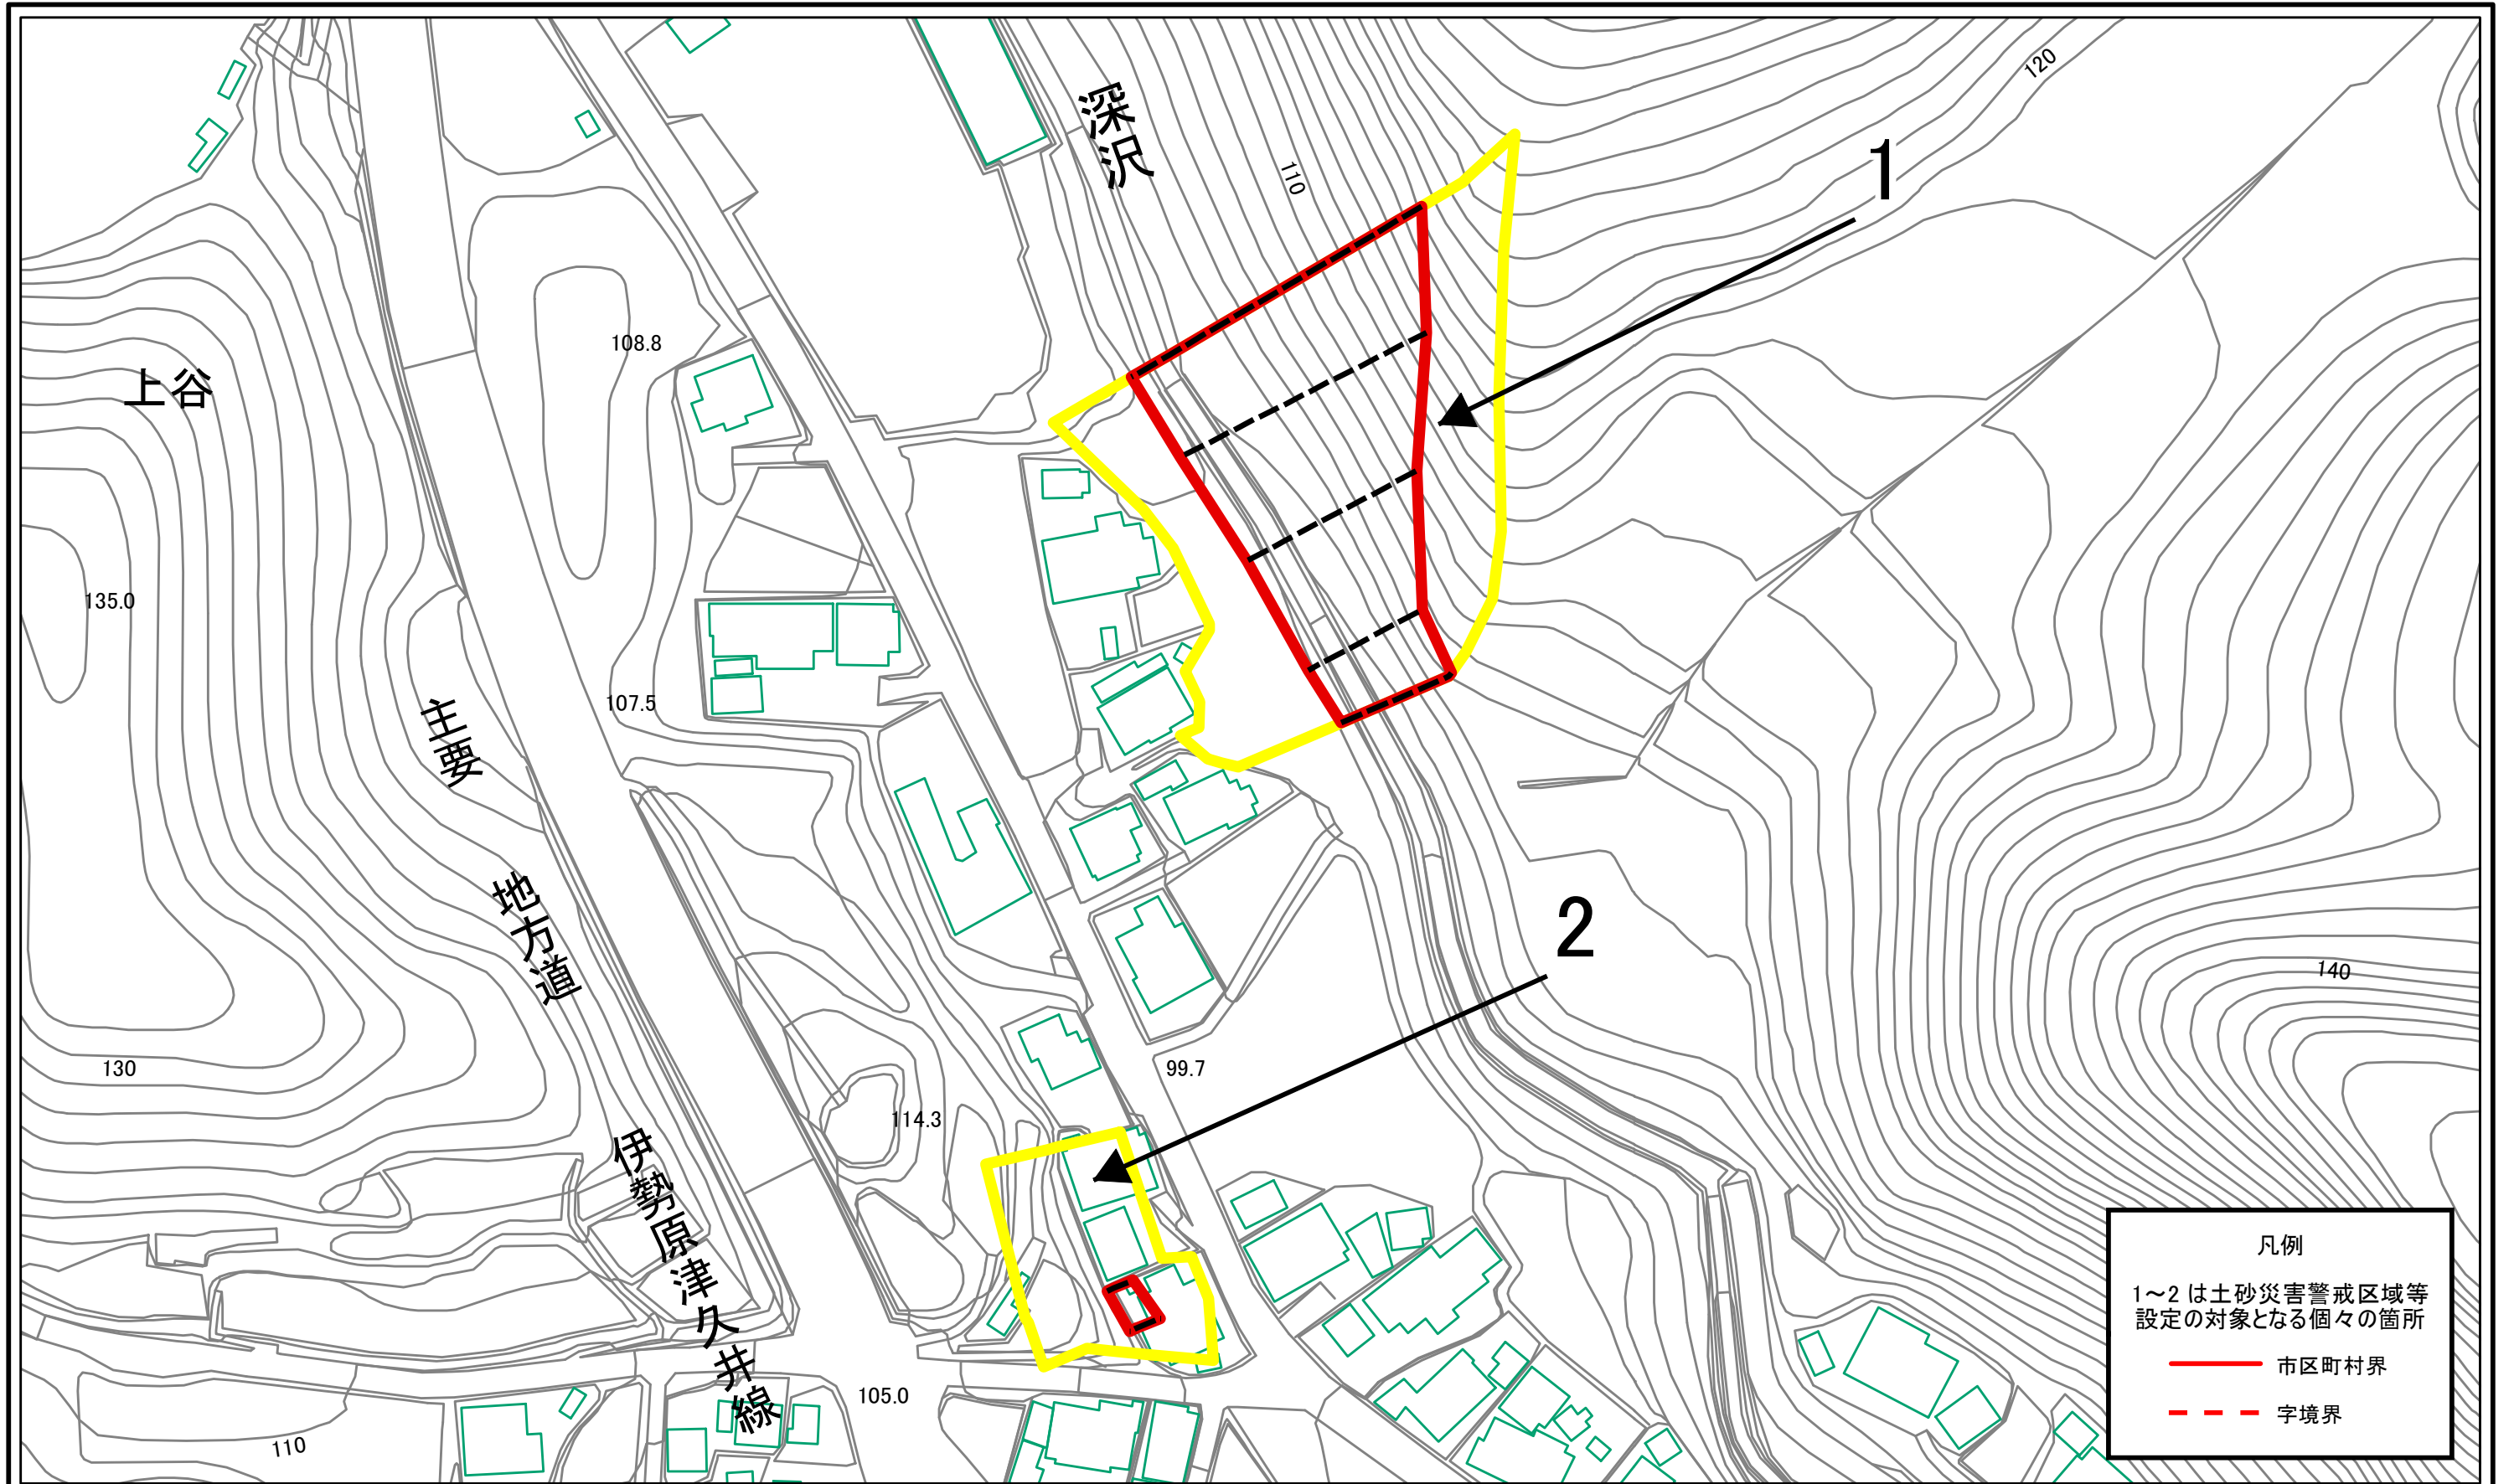 120
深沢
110
1
108.8
上谷
135.0
107.5
主要
地方道
2
140
130
99.7
114.3
伊勢原津久井線
105.0
110
凡例
1～2 は土砂災害警戒区域等
設定の対象となる個々の箇所
市区町村界
字境界